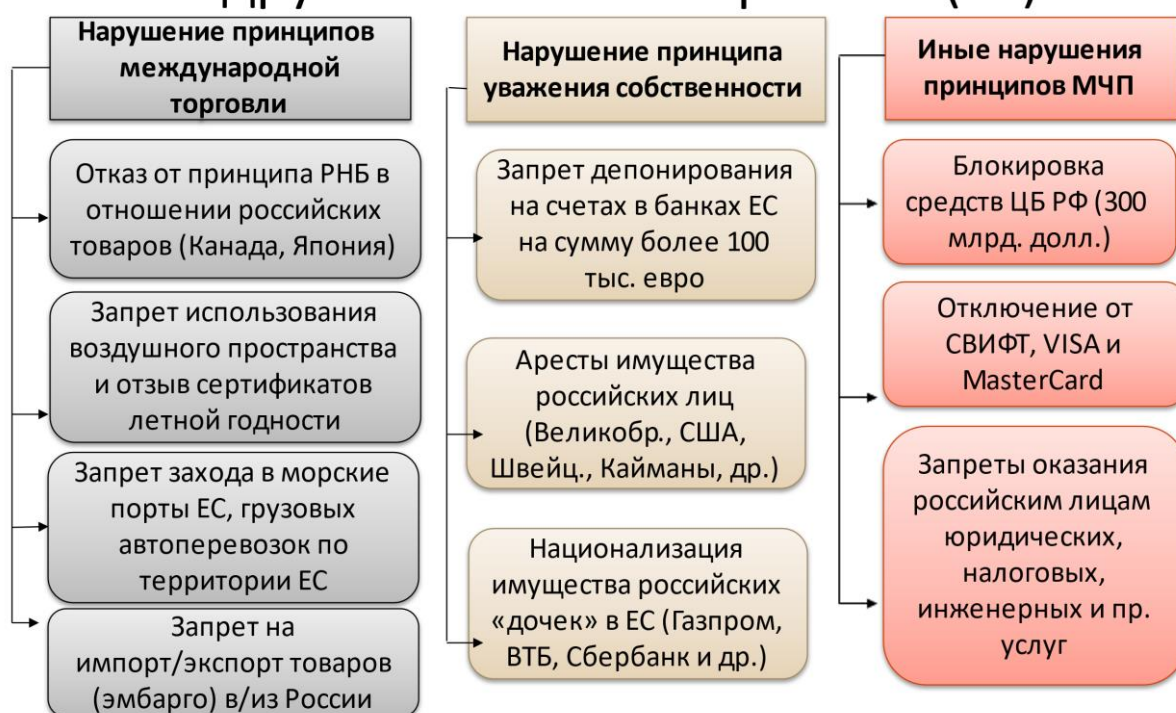 Нарушение принципов
международной
торговли
Отказ от принципа РНБ в
отношении российских
товаров (Канада, Япония)
Запрет использования
воздушного пространства
и отзыв сертификатов
летной годности
Запрет захода в морские
порты ЕС, грузовых
автоперевозок по
территории ЕС
Запрет на
импорт/экспорт товаров
(эмбарго) в/из России
Нарушение принципа
уважения собственности
Запрет депонирования
на счетах в банках ЕС
на сумму более 100
тыс. евро
Аресты имущества
российских лиц
(Великобр., США,
Швейц., Кайманы, др.)
Национализация
имущества российских
«дочек» в ЕС (Газпром,
ВТБ, Сбербанк и др.)
Иные нарушения
принципов МЧП
Блокировка
средств ЦБ РФ (300
млрд. долл.)
Отключение от
СВИФТ, VISA и
MasterCard
Запреты оказания
российским лицам
юридических,
налоговых,
инженерных и пр.
услуг